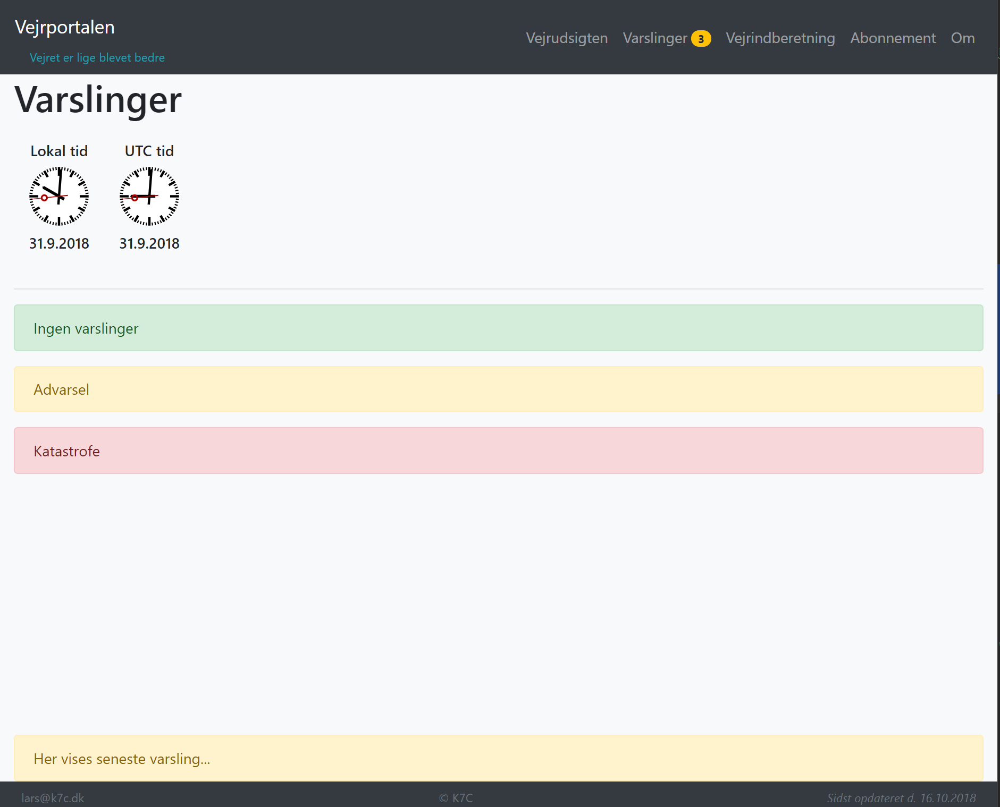 Vejrportalen
Vejret er lige blevet bedre
Vejrudsigten Varslinger 3 Vejrindberetning Abonnement Om
Varslinger
Lokal tid UTC tid
31.9.2018 31.9.2018
Ingen varslinger
Advarsel
Katastrofe
Her vises seneste varsling...
lars@k7c.dk © K7C Sidst opdateret d. 16.10.2018